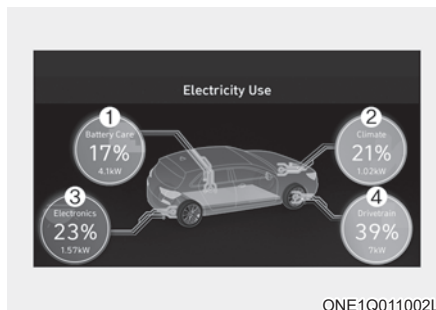 Electricity Use
1
Battery Care
17%
4.1kW
2
Climate
21%
1.02kW
3
Electronics
23%
1.57kW
4
Drivetrain
39%
7kW
ONE1Q011002L